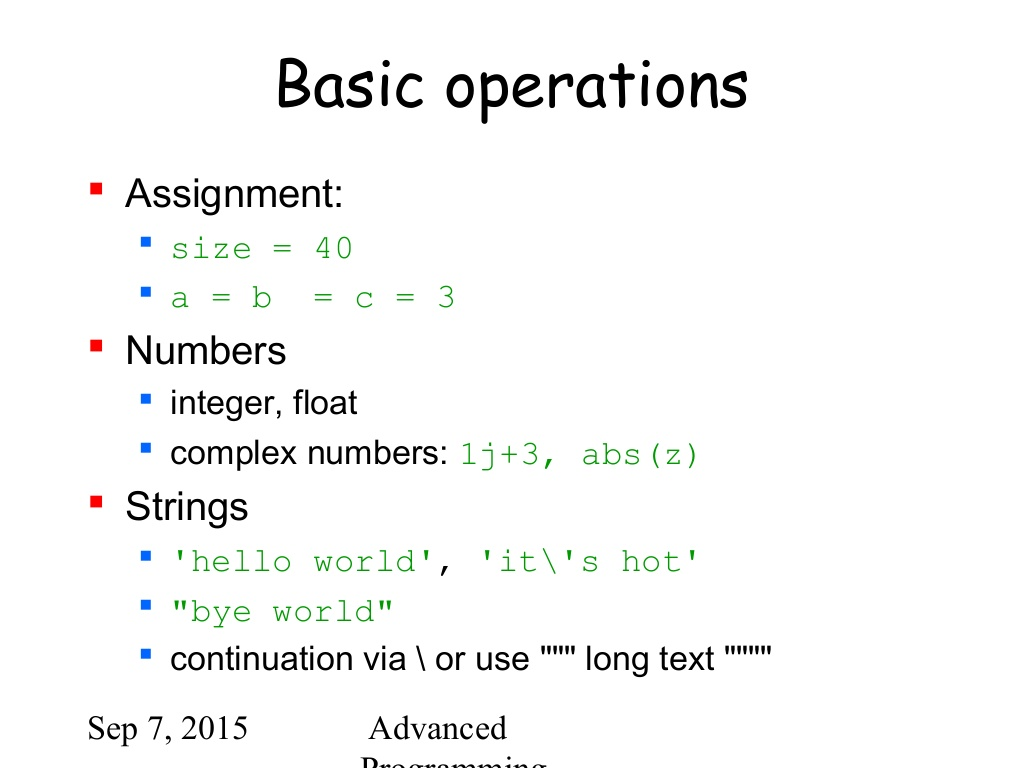 Basic operations
Assignment:
size = 40
a = b  = c = 3
Numbers
integer, float
complex numbers: 1j+3, abs(z)
Strings
'hello world', 'it\'s hot'
"bye world"
continuation via \ or use """ long text """"
Sep 7, 2015
Advanced
Programming